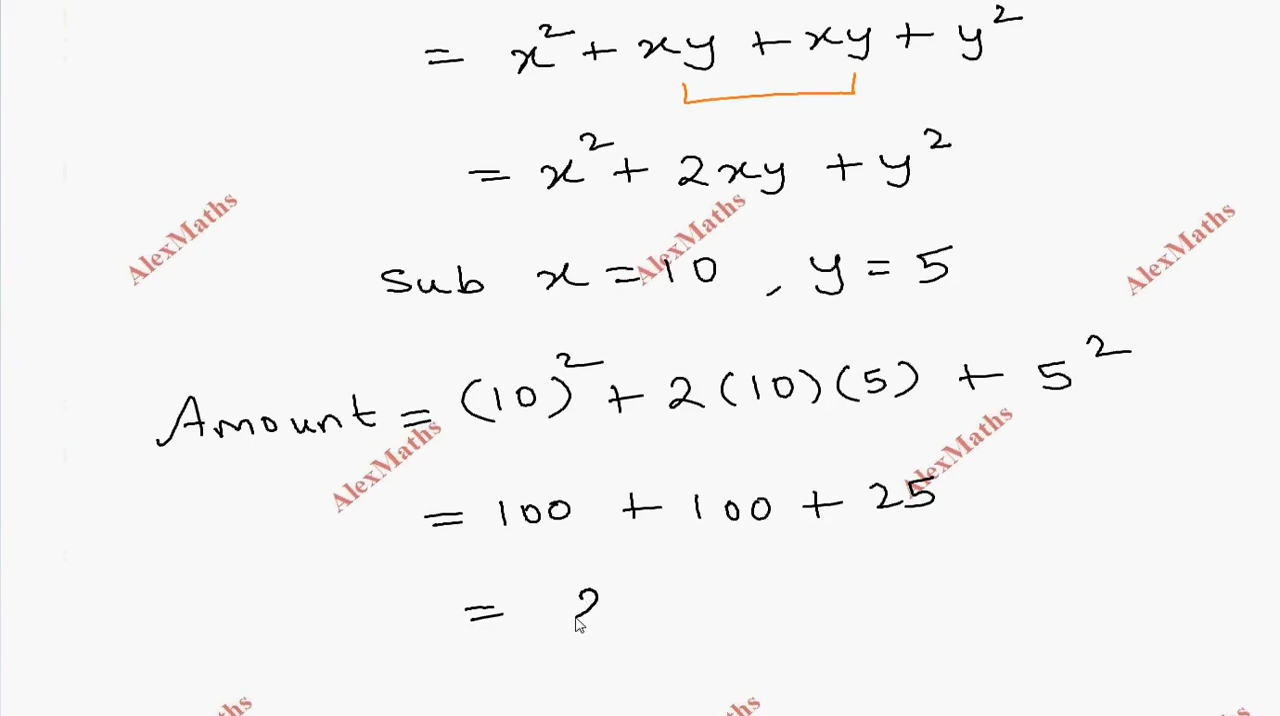 = x² + xy + xy + y²
= x² + 2xy + y²
AlexMaths AlexMaths AlexMaths
Sub x = 10 , y = 5
Amount = (10)² + 2(10)(5) + 5²
AlexMaths AlexMaths
= 100 + 100 + 25
= 2